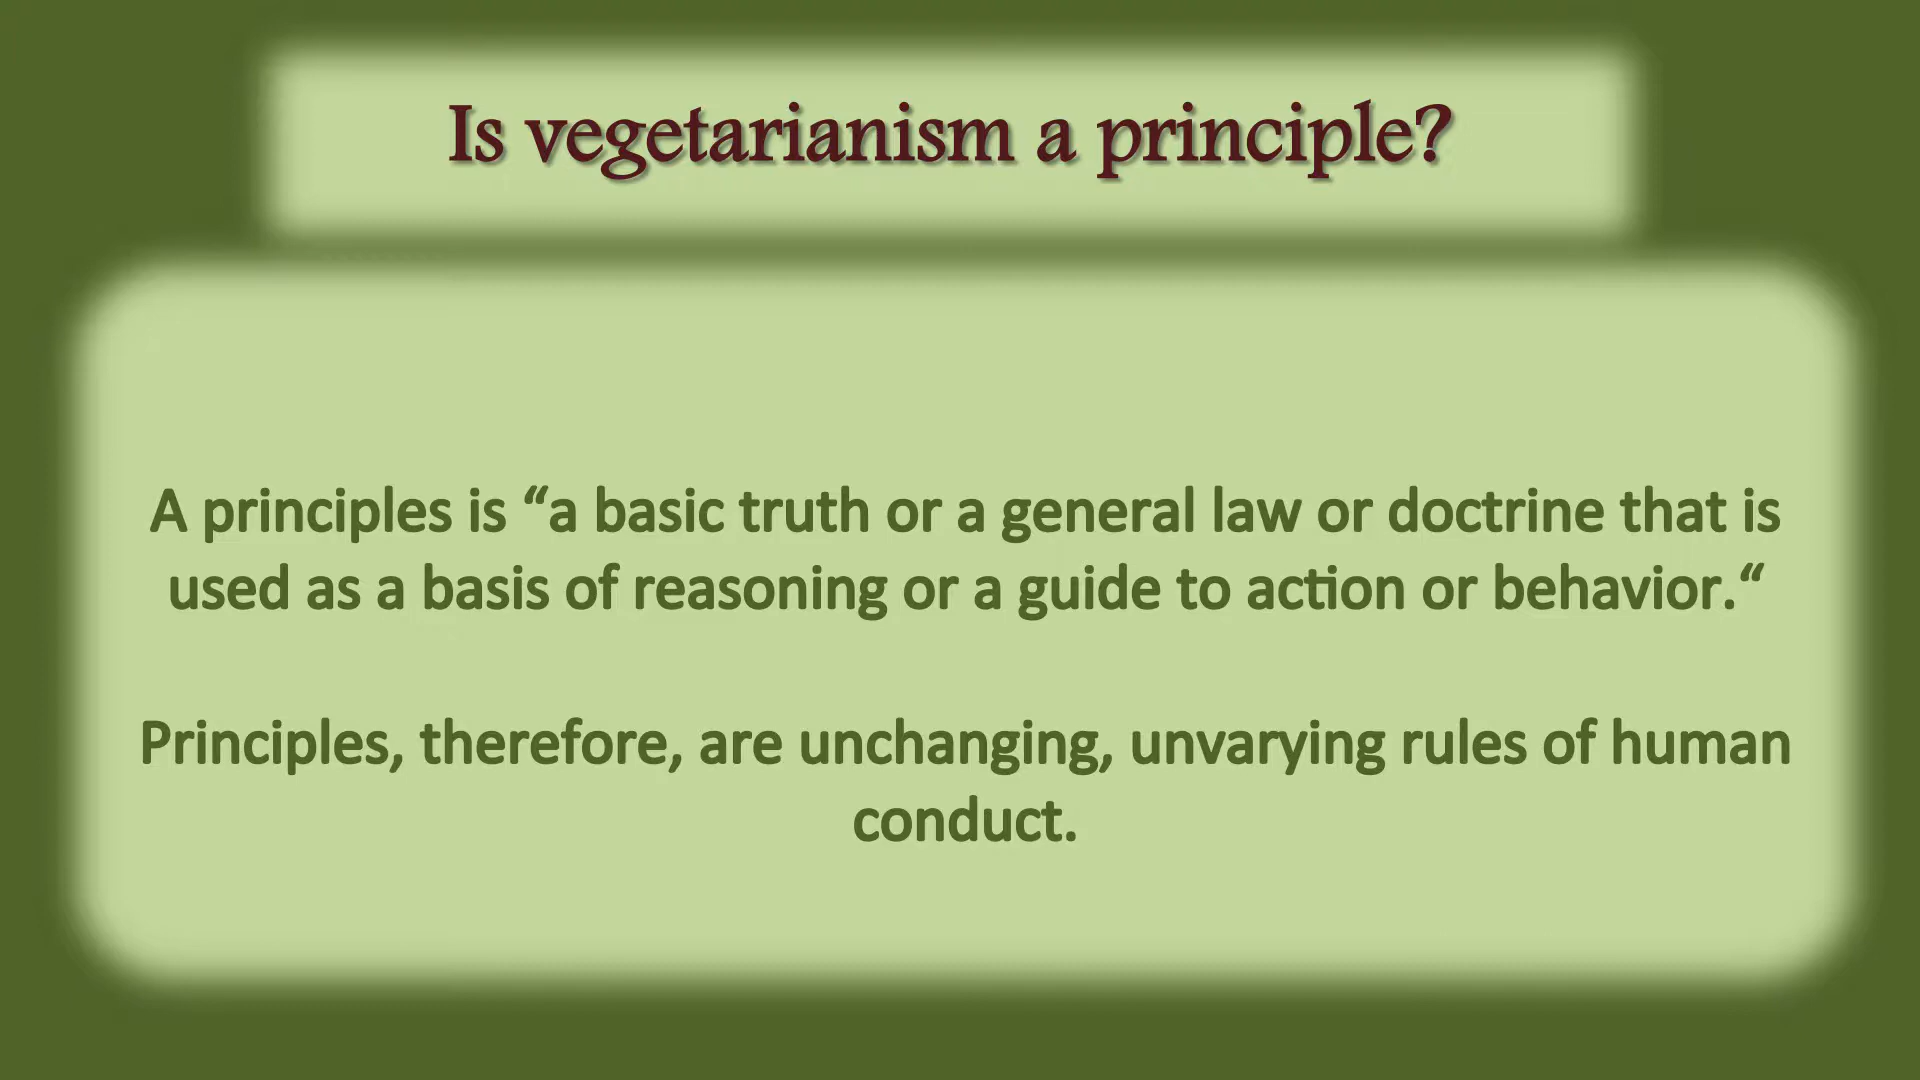 Is vegetarianism a principle?
A principles is “a basic truth or a general law or doctrine that is
used as a basis of reasoning or a guide to action or behavior.“
Principles, therefore, are unchanging, unvarying rules of human
conduct.